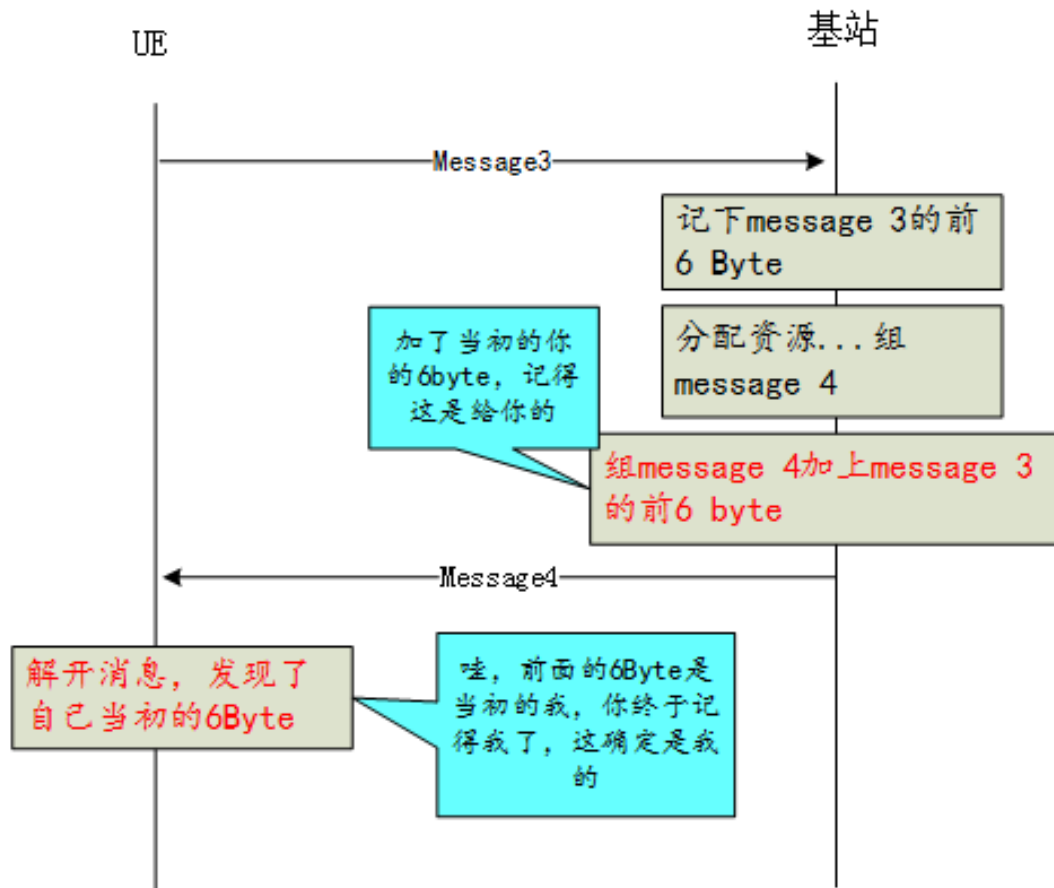 UE
基站
Message3
记下message 3的前
6 Byte
加了当初的你
的6byte，记得
这是给你的
分配资源...组
message 4
组message 4加上message 3
的前6 byte
Message4
解开消息，发现了
自己当初的6Byte
哇，前面的6Byte是
当初的我，你终于记
得我了，这确定是我
的